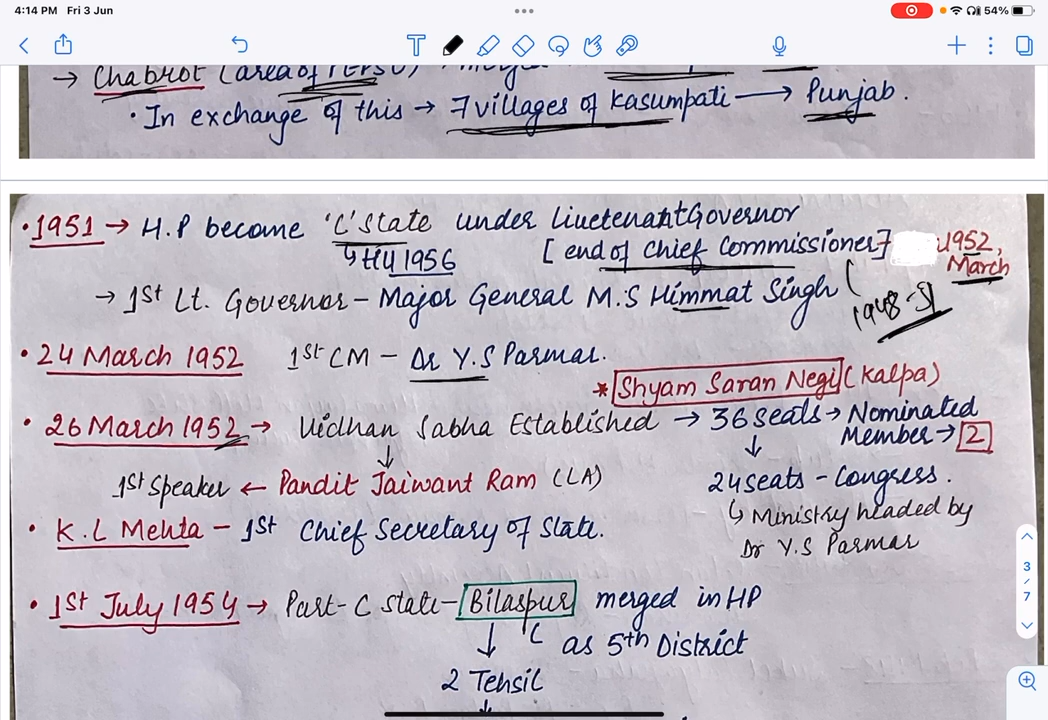 4:14 PM Fri 3 Jun
54%
→ Chabrot (area of PEPSU)
• In exchange of this → 7 villages of Kasumpati → Punjab.
• 1951 → H.P become 'C' State under Liuetenant Governor
↳ till 1956 [end of Chief Commissioner] 1952, March
→ 1st Lt. Governor - Major General M.S Himmat Singh (1948-51
• 24 March 1952 1st CM - Dr Y.S Parmar.
* Shyam Saran Negi (Kalpa)
• 26 March 1952 → Vidhan Sabha Established → 36 seats → Nominated
Member → 2
↓ ↓
1st Speaker ← Pandit Jaiwant Ram (LA) 24 seats - Congress.
↳ Ministry headed by
Dr Y.S Parmar
• K.L Mehta - 1st Chief Secretary of State.
• 1st July 1954 → Part-C state - Bilaspur merged in HP
↓ as 5th District
2 Tehsil
↓
3
/
7